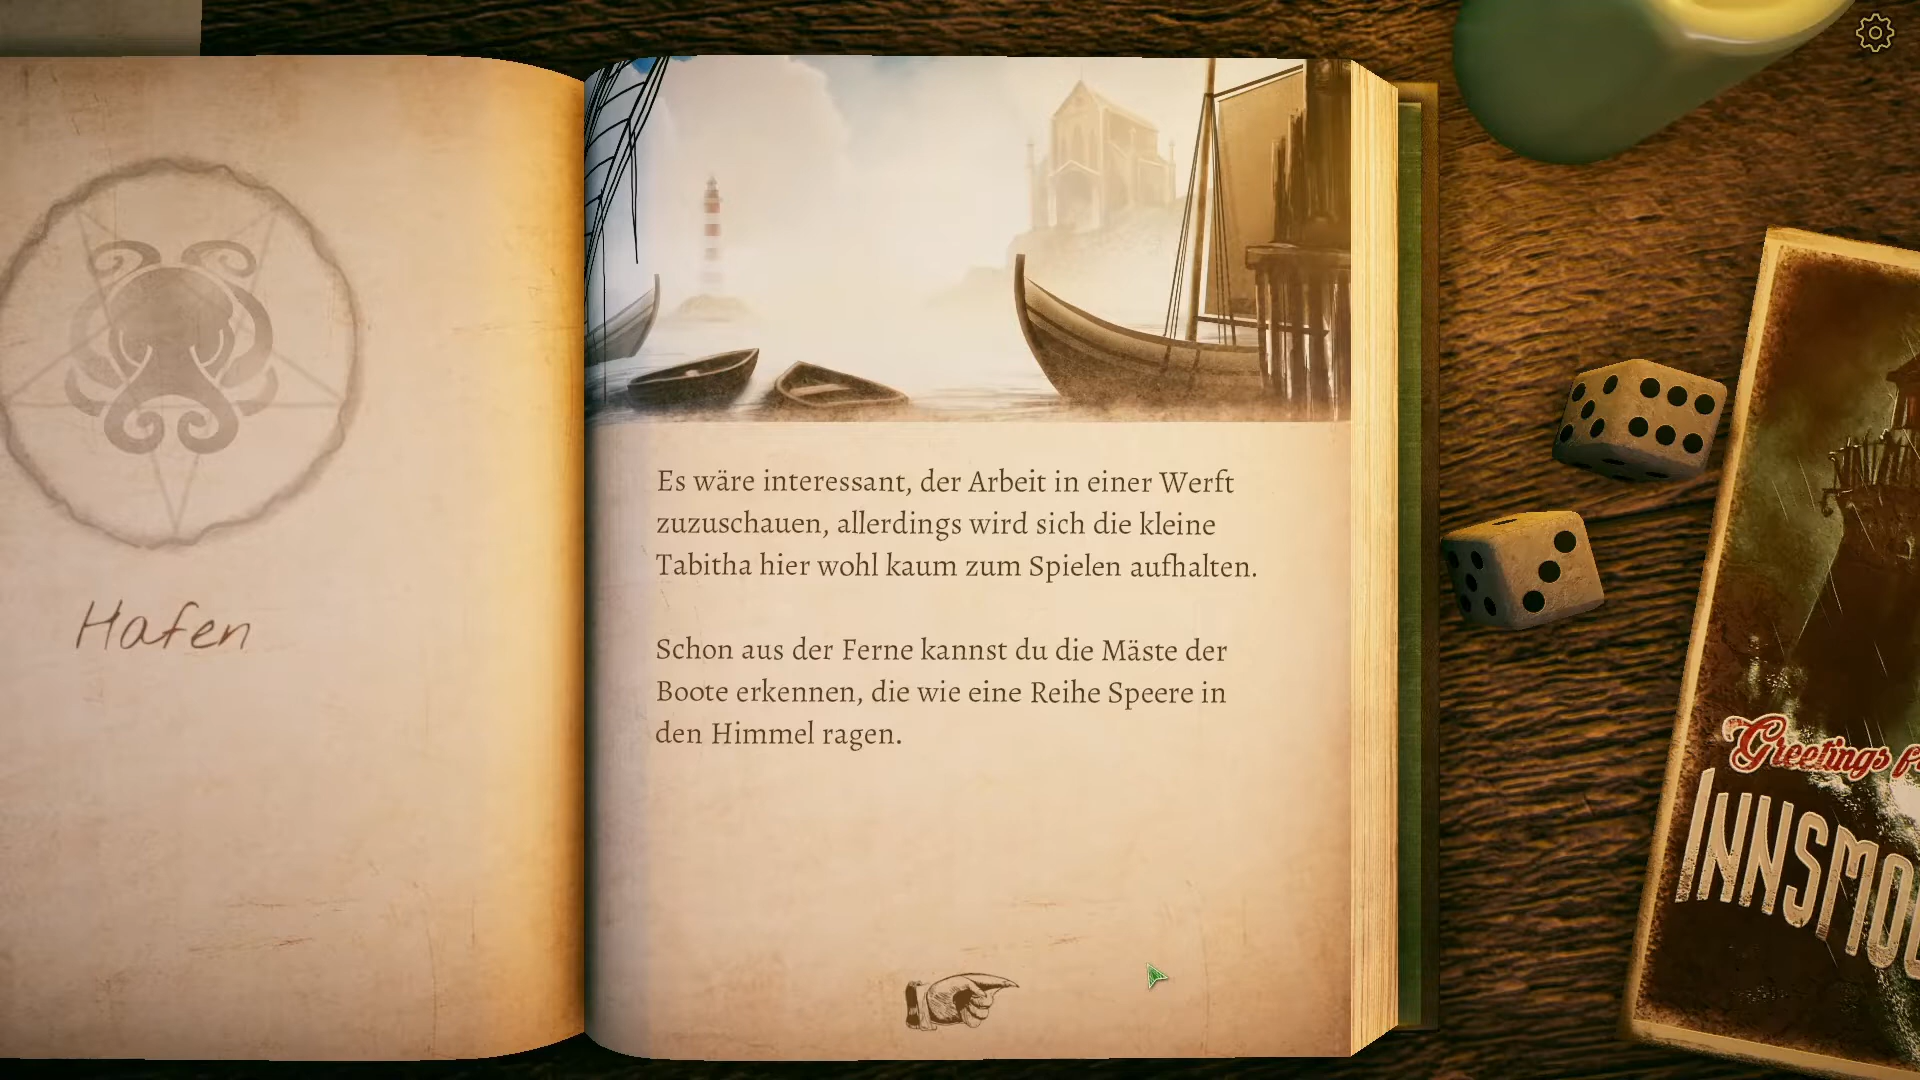 Hafen
Es wäre interessant, der Arbeit in einer Werft
zuzuschauen, allerdings wird sich die kleine
Tabitha hier wohl kaum zum Spielen aufhalten.
Schon aus der Ferne kannst du die Mäste der
Boote erkennen, die wie eine Reihe Speere in
den Himmel ragen.
Greetings